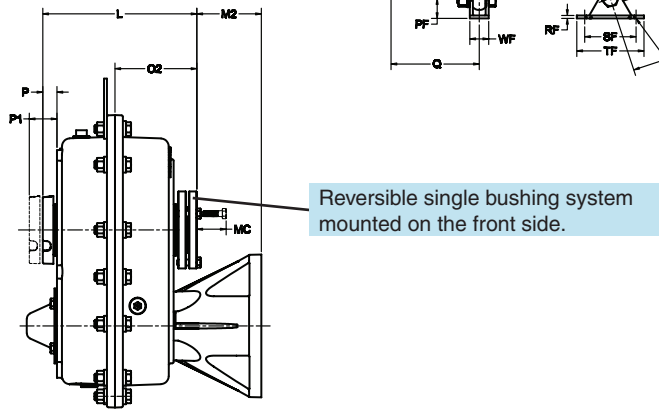 L
M2
PF
WF
RF
SF
TF
Q
O2
P
P1
MC
Reversible single bushing system
mounted on the front side.